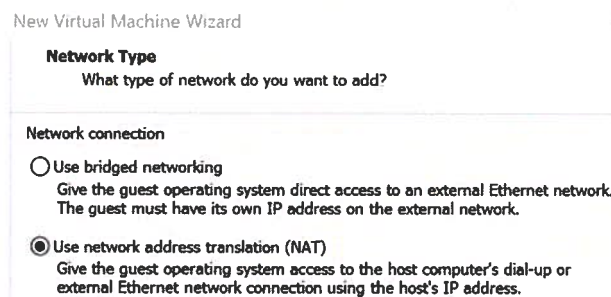 New Virtual Machine Wizard
Network Type
What type of network do you want to add?
Network connection
Use bridged networking
Give the guest operating system direct access to an external Ethernet network.
The guest must have its own IP address on the external network.
Use network address translation (NAT)
Give the guest operating system access to the host computer's dial-up or
external Ethernet network connection using the host's IP address.